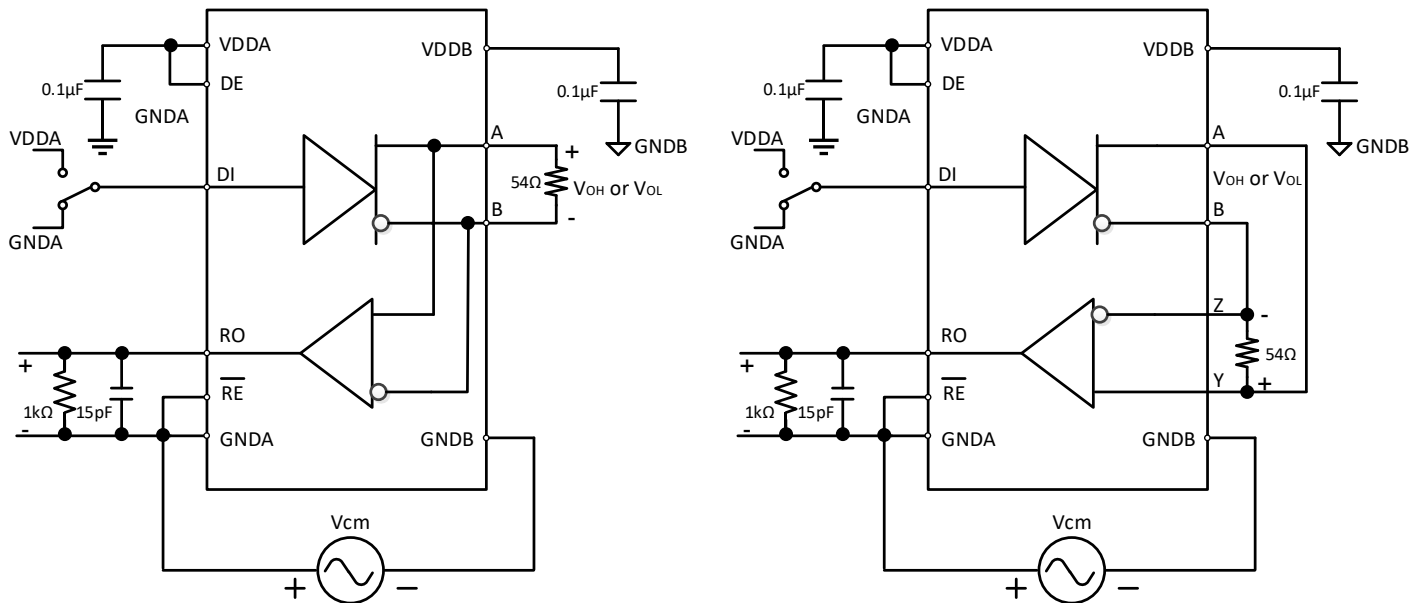 VDDA
VDDB
0.1µF
DE
GNDA
0.1µF
VDDA
A
GNDB
+
DI
54Ω
VOH or VOL
B
-
GNDA
RO
+
RE
1kΩ
15pF
-
GNDA
GNDB
Vcm
+
−
VDDA
VDDB
0.1µF
DE
GNDA
0.1µF
VDDA
A
GNDB
DI
VOH or VOL
B
GNDA
Z
-
RO
54Ω
+
Y
+
RE
1kΩ
15pF
-
GNDA
GNDB
Vcm
+
−